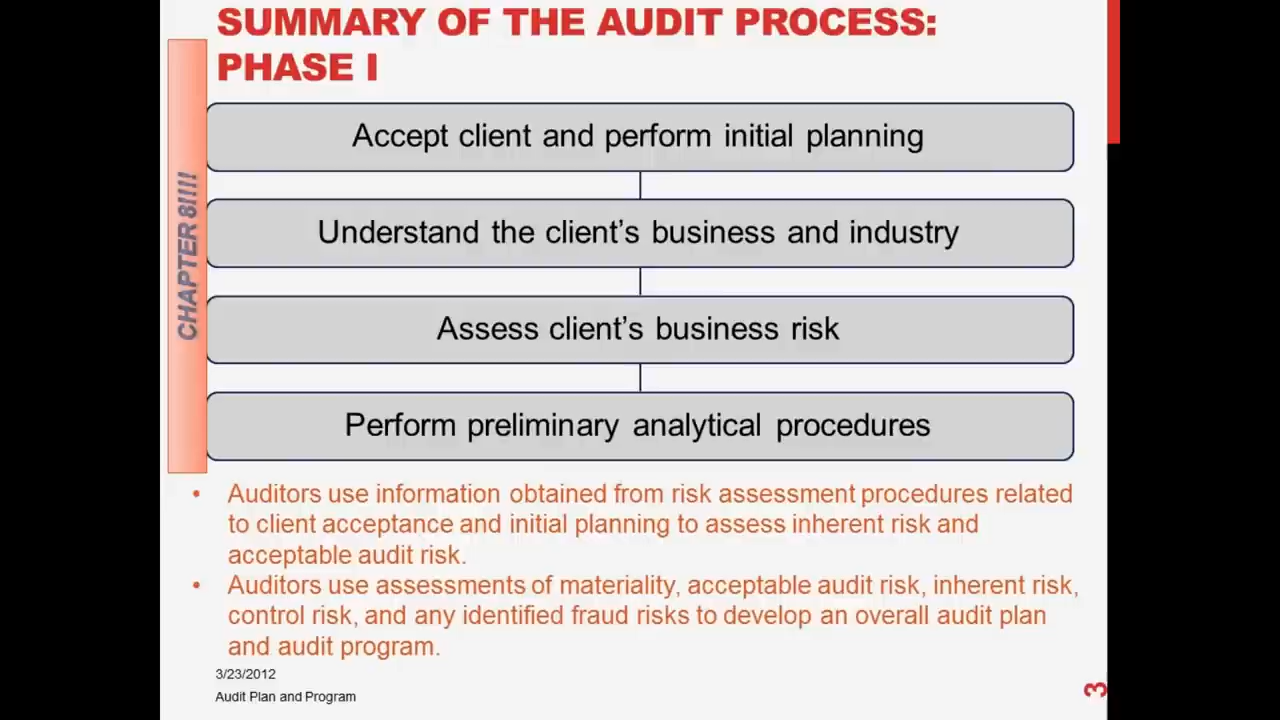 SUMMARY OF THE AUDIT PROCESS:
PHASE I
CHAPTER 8!!!!
Accept client and perform initial planning
Understand the client’s business and industry
Assess client’s business risk
Perform preliminary analytical procedures
• Auditors use information obtained from risk assessment procedures related
to client acceptance and initial planning to assess inherent risk and
acceptable audit risk.
• Auditors use assessments of materiality, acceptable audit risk, inherent risk,
control risk, and any identified fraud risks to develop an overall audit plan
and audit program.
3/23/2012
Audit Plan and Program
3